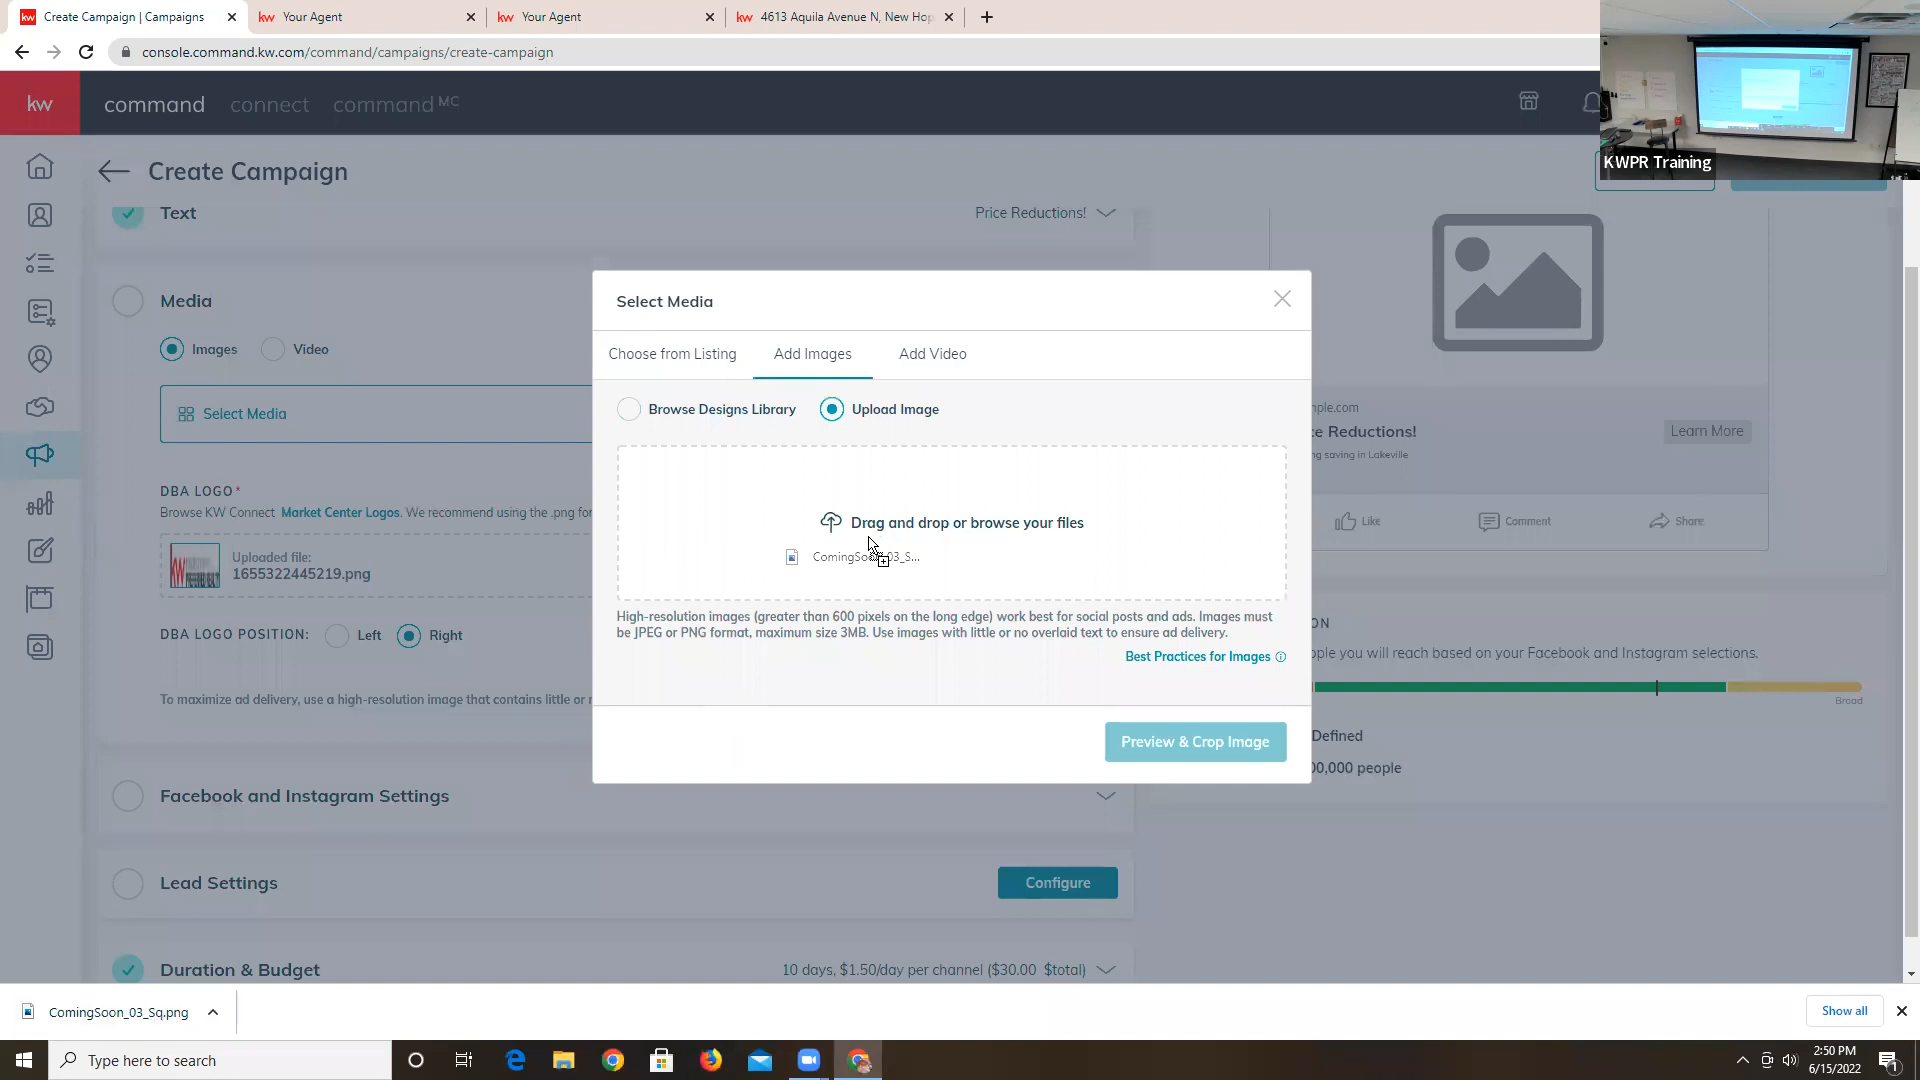 kw Create Campaign | Campaigns
kw Your Agent
kw Your Agent
kw 4613 Aquila Avenue N, New Hop
console.command.kw.com/command/campaigns/create-campaign
kw command connect command MC
KWPR Training
Create Campaign
Text
Price Reductions!
Media
Images
Video
Select Media
DBA LOGO*
Browse KW Connect Market Center Logos. We recommend using the .png for
Uploaded file:
1655322445219.png
DBA LOGO POSITION:
Left
Right
To maximize ad delivery, use a high-resolution image that contains little or
Facebook and Instagram Settings
Lead Settings
Configure
Duration & Budget
10 days, $1.50/day per channel ($30.00 $total)
Select Media
Choose from Listing
Add Images
Add Video
Browse Designs Library
Upload Image
Drag and drop or browse your files
High-resolution images (greater than 600 pixels on the long edge) work best for social posts and ads. Images must
be JPEG or PNG format, maximum size 3MB. Use images with little or no overlaid text to ensure ad delivery.
Best Practices for Images
Preview & Crop Image
Reductions!
saving in Lakeville
Learn More
Like
Comment
Share
you will reach based on your Facebook and Instagram selections.
Broad
Defined
00,000 people
ComingSoon_03_Sq.png
Show all
Type here to search
2:50 PM
6/15/2022
1